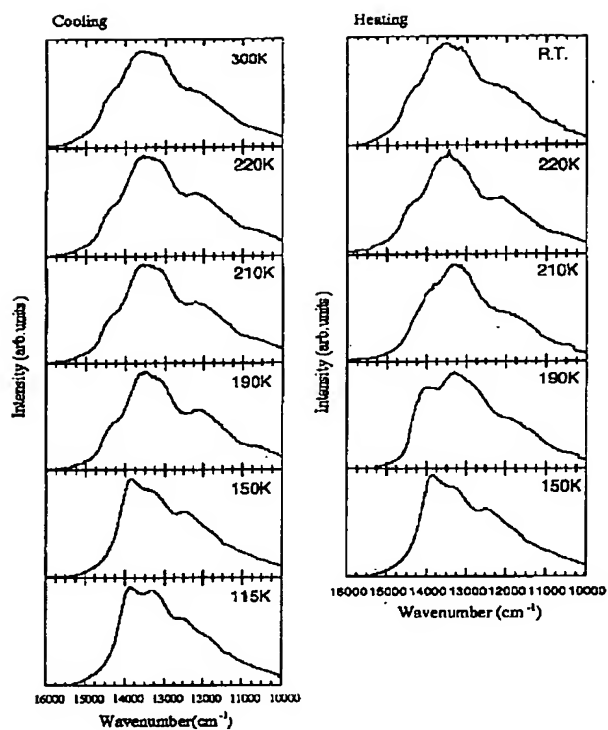 Cooling
300K
220K
210K
190K
150K
115K
Intensity (arb.units)
16000 15000 14000 13000 12000 11000 10000
Wavenumber(cm⁻¹)
Heating
R.T.
220K
210K
190K
150K
Intensity (arb.units)
16000 15000 14000 13000 12000 11000 10000
Wavenumber (cm⁻¹)